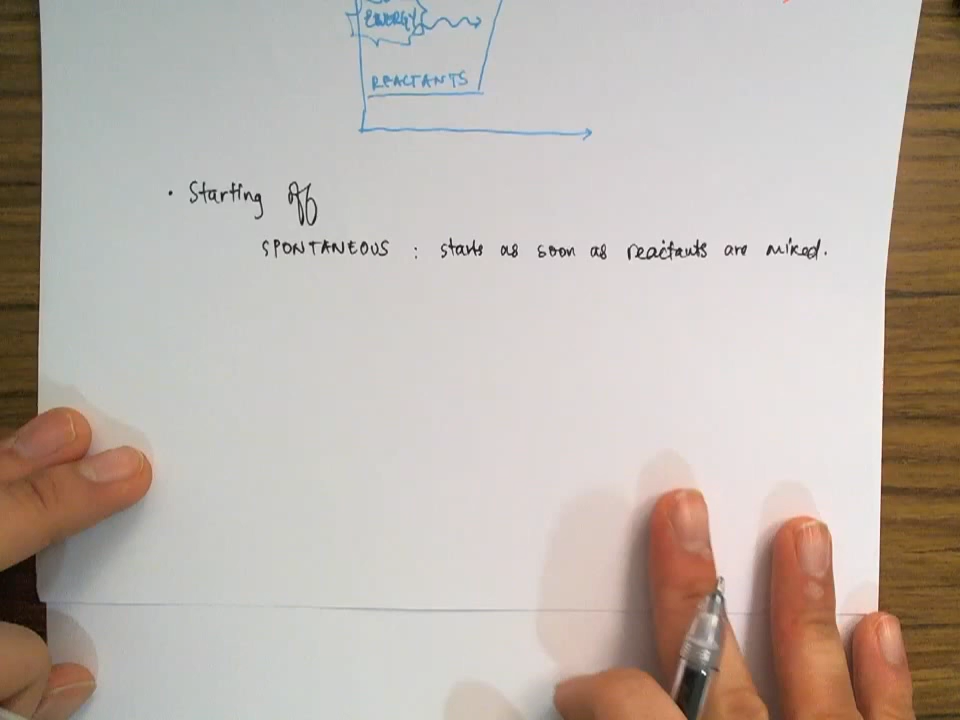 ENERGY
REACTANTS
• Starting off
SPONTANEOUS : starts as soon as reactants are mixed.